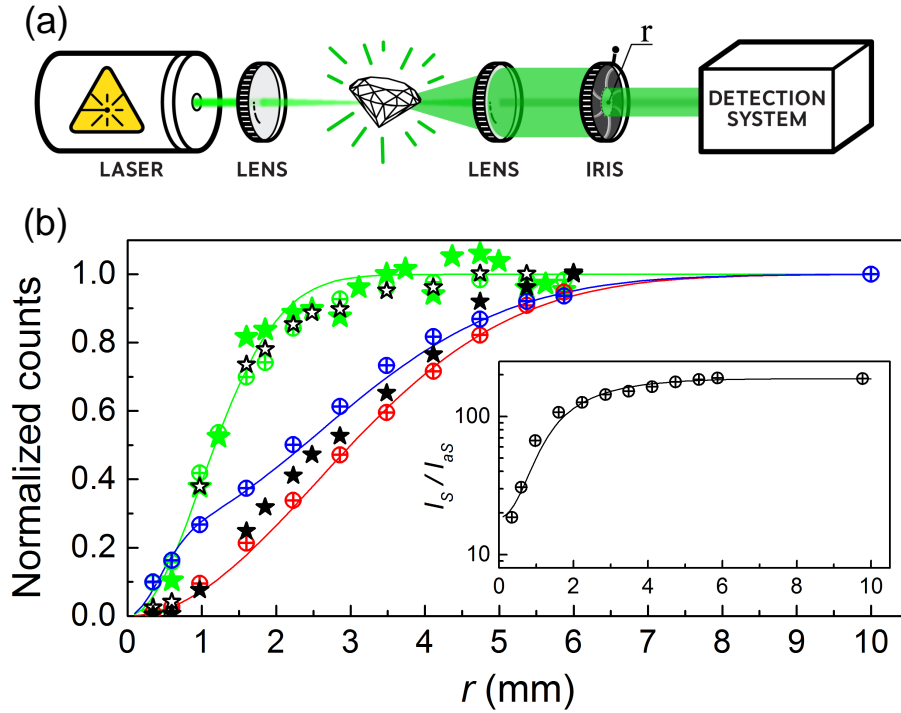 (a)
r
LASER
LENS
LENS
IRIS
DETECTION
SYSTEM
(b)
Normalized counts
1.0
0.8
0.6
0.4
0.2
0.0
0 1 2 3 4 5 6 7 8 9 10
r (mm)
I_S / I_aS
100
10
0 2 4 6 8 10